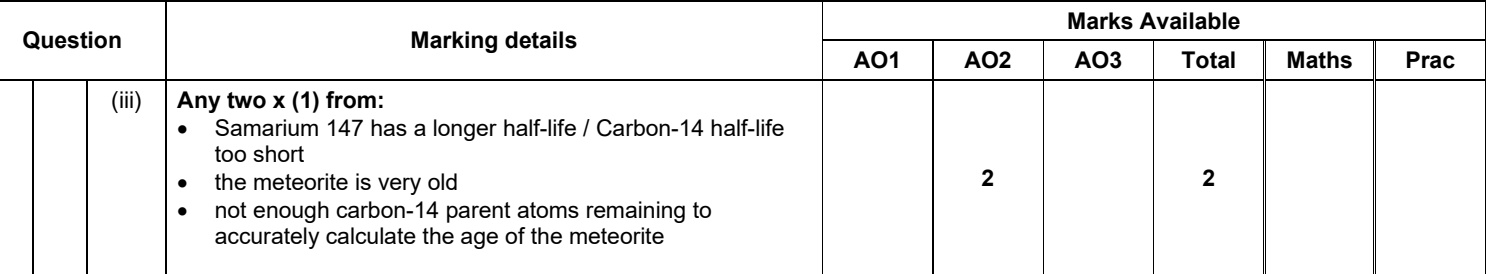 Question Marking details Marks Available
AO1 AO2 AO3 Total Maths Prac
(iii) Any two x (1) from:
• Samarium 147 has a longer half-life / Carbon-14 half-life
too short
• the meteorite is very old
2 2
• not enough carbon-14 parent atoms remaining to
accurately calculate the age of the meteorite